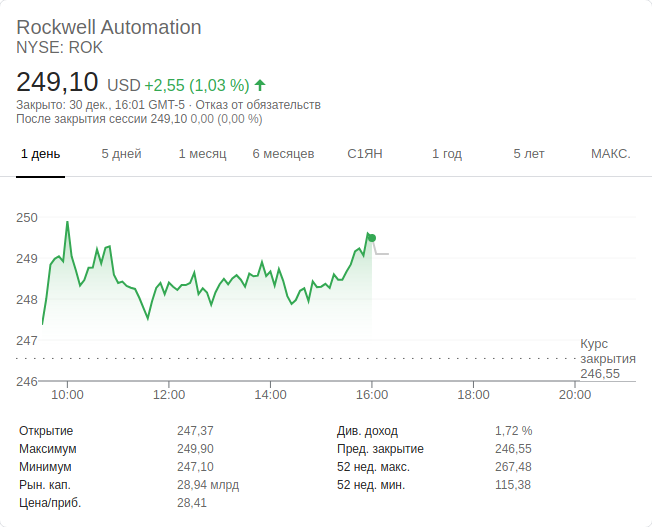 Rockwell Automation
NYSE: ROK
249,10 USD +2,55 (1,03 %)
Закрыто: 30 дек., 16:01 GMT-5 · Отказ от обязательств
После закрытия сессии 249,10 0,00 (0,00 %)
1 день 5 дней 1 месяц 6 месяцев С1ЯН 1 год 5 лет МАКС.
250
249
248
247
Курс
закрытия
246,55
246
10:00 12:00 14:00 16:00 18:00 20:00
Открытие 247,37 Див. доход 1,72 %
Максимум 249,90 Пред. закрытие 246,55
Минимум 247,10 52 нед. макс. 267,48
Рын. кап. 28,94 млрд 52 нед. мин. 115,38
Цена/приб. 28,41